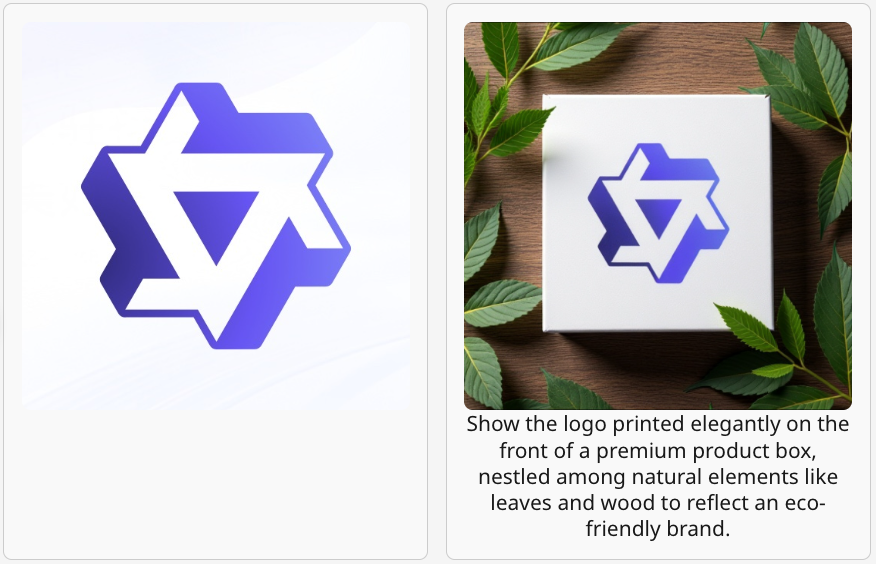 Show the logo printed elegantly on the
front of a premium product box,
nestled among natural elements like
leaves and wood to reflect an eco-
friendly brand.